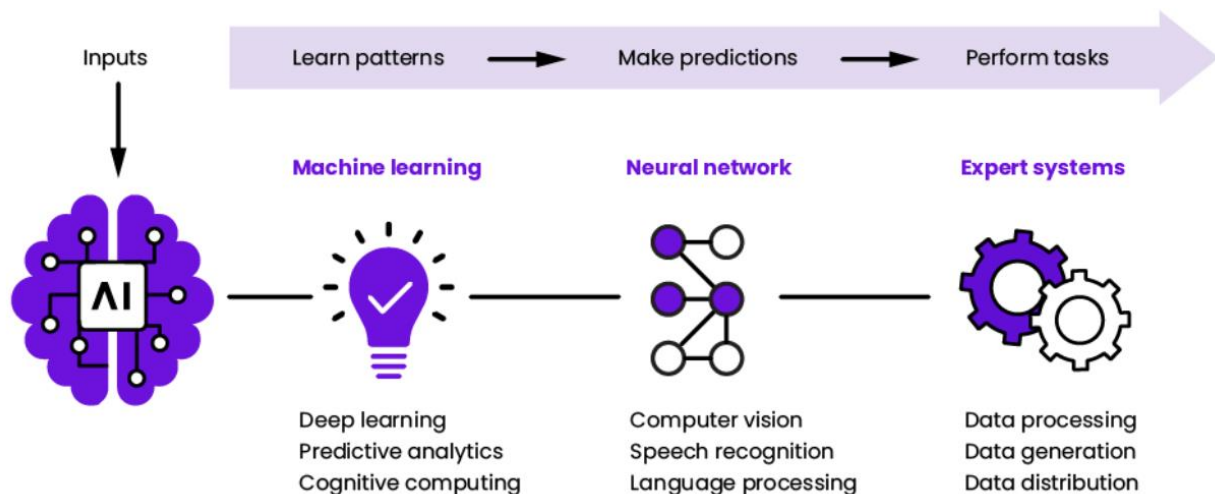 Inputs
Learn patterns
Make predictions
Perform tasks
Machine learning
Neural network
Expert systems
AI
Deep learning
Predictive analytics
Cognitive computing
Computer vision
Speech recognition
Language processing
Data processing
Data generation
Data distribution